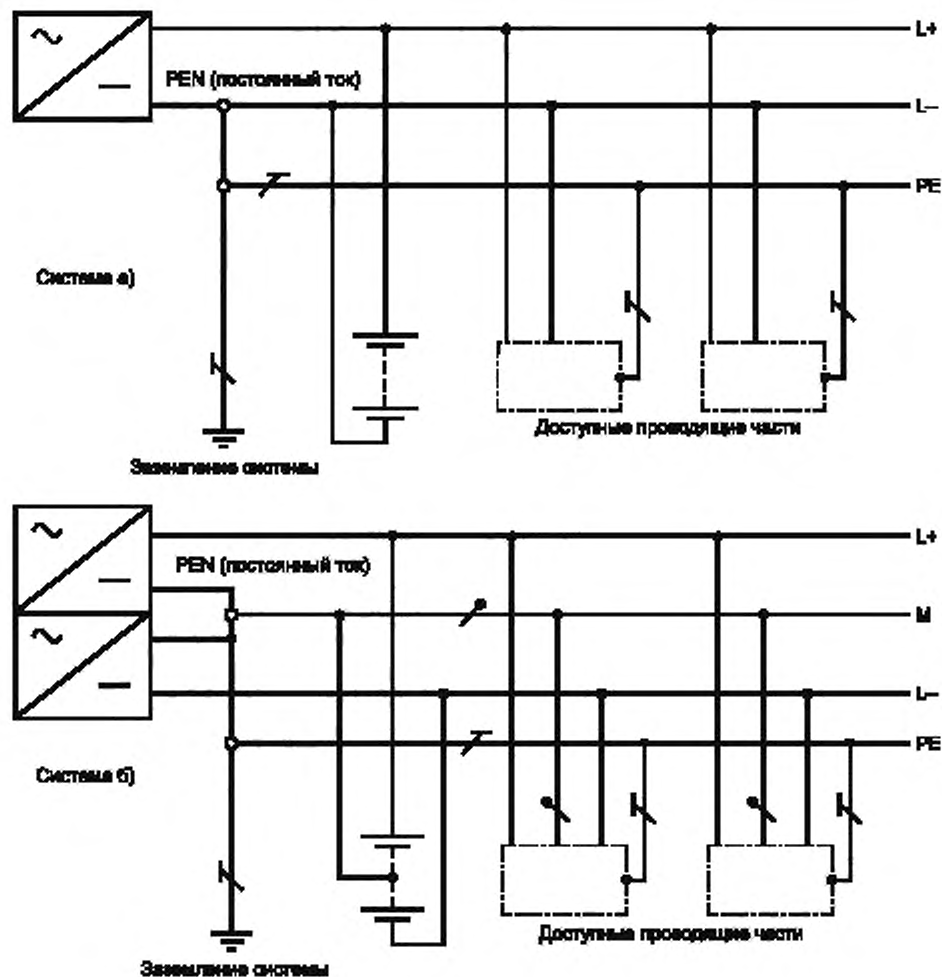 L+
PEN (постоянный ток)
L–
PE
Система а)
Доступные проводящие части
Заземление системы
L+
PEN (постоянный ток)
M
L–
PE
Система б)
Доступные проводящие части
Заземление системы